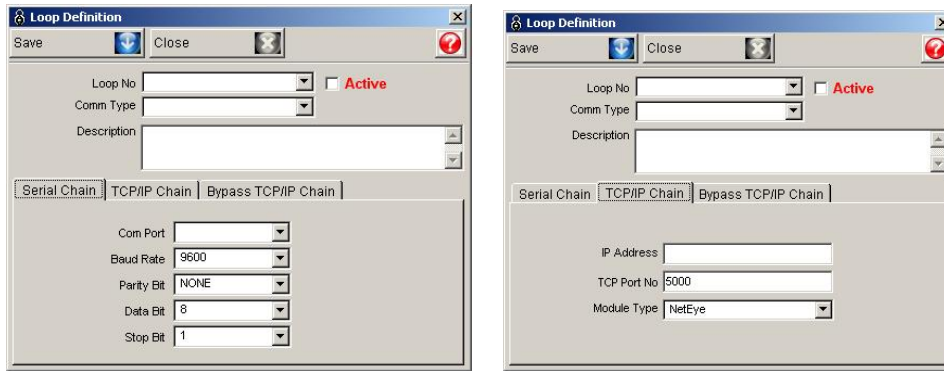 Loop Definition
Save Close
Loop No Active
Comm Type
Description
Serial Chain TCP/IP Chain Bypass TCP/IP Chain
Com Port
Baud Rate 9600
Parity Bit NONE
Data Bit 8
Stop Bit 1
Loop Definition
Save Close
Loop No Active
Comm Type
Description
Serial Chain TCP/IP Chain Bypass TCP/IP Chain
IP Address
TCP Port No 5000
Module Type NetEye